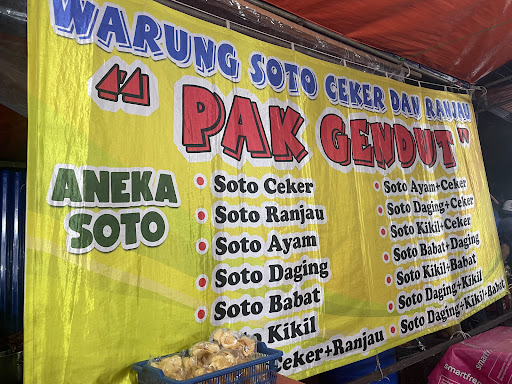 WARUNG SOTO CEKER DAN RANJAU
“ PAK GENDUT ”
ANEKA
SOTO
Soto Ceker
Soto Ranjau
Soto Ayam
Soto Daging
Soto Babat
Soto Kikil
Ceker+Ranjau
Soto Ayam+Ceker
Soto Daging+Ceker
Soto Kikil+Ceker
Soto Babat+Daging
Soto Kikil+Babat
Soto Daging+Kikil
Soto Daging+Kikil+Babat
smartfren